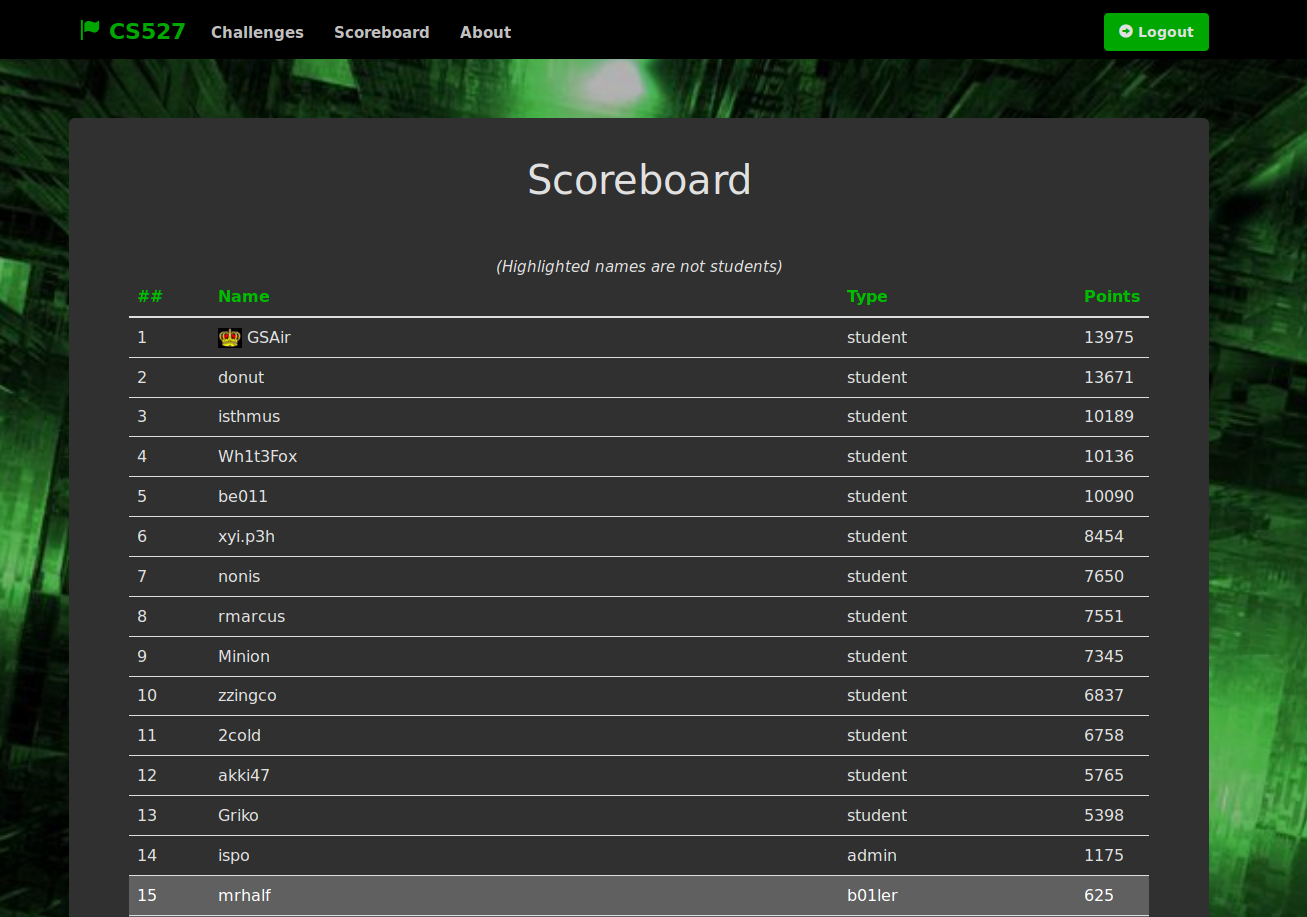 CS527 Challenges Scoreboard About Logout
Scoreboard
(Highlighted names are not students)
## Name Type Points
1 GSAir student 13975
2 donut student 13671
3 isthmus student 10189
4 Wh1t3Fox student 10136
5 be011 student 10090
6 xyi.p3h student 8454
7 nonis student 7650
8 rmarcus student 7551
9 Minion student 7345
10 zzingco student 6837
11 2cold student 6758
12 akki47 student 5765
13 Griko student 5398
14 ispo admin 1175
15 mrhalf b01ler 625